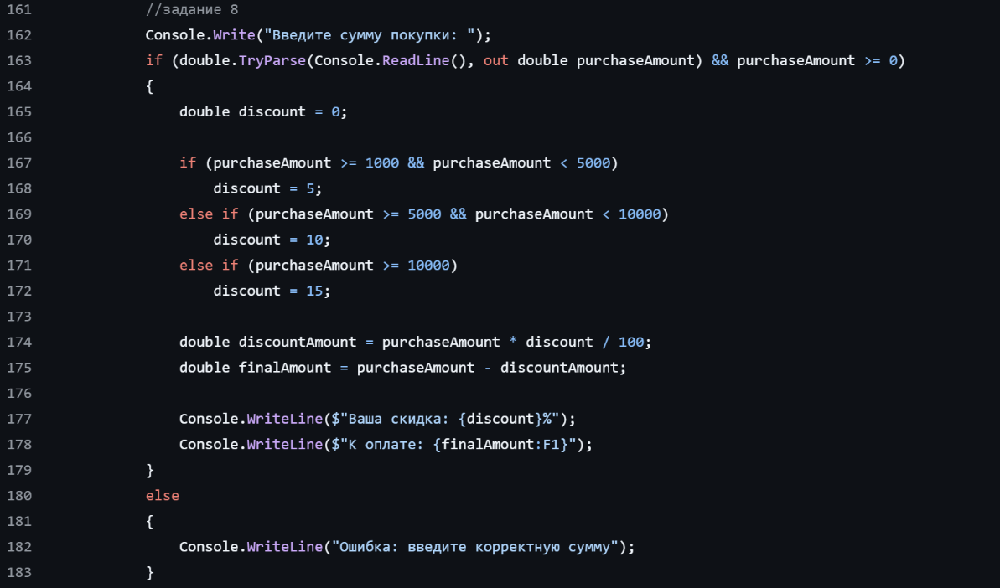 161 //задание 8
162 Console.Write("Введите сумму покупки: ");
163 if (double.TryParse(Console.ReadLine(), out double purchaseAmount) && purchaseAmount >= 0)
164 {
165 double discount = 0;
166
167 if (purchaseAmount >= 1000 && purchaseAmount < 5000)
168 discount = 5;
169 else if (purchaseAmount >= 5000 && purchaseAmount < 10000)
170 discount = 10;
171 else if (purchaseAmount >= 10000)
172 discount = 15;
173
174 double discountAmount = purchaseAmount * discount / 100;
175 double finalAmount = purchaseAmount - discountAmount;
176
177 Console.WriteLine($"Ваша скидка: {discount}%");
178 Console.WriteLine($"К оплате: {finalAmount:F1}");
179 }
180 else
181 {
182 Console.WriteLine("Ошибка: введите корректную сумму");
183 }